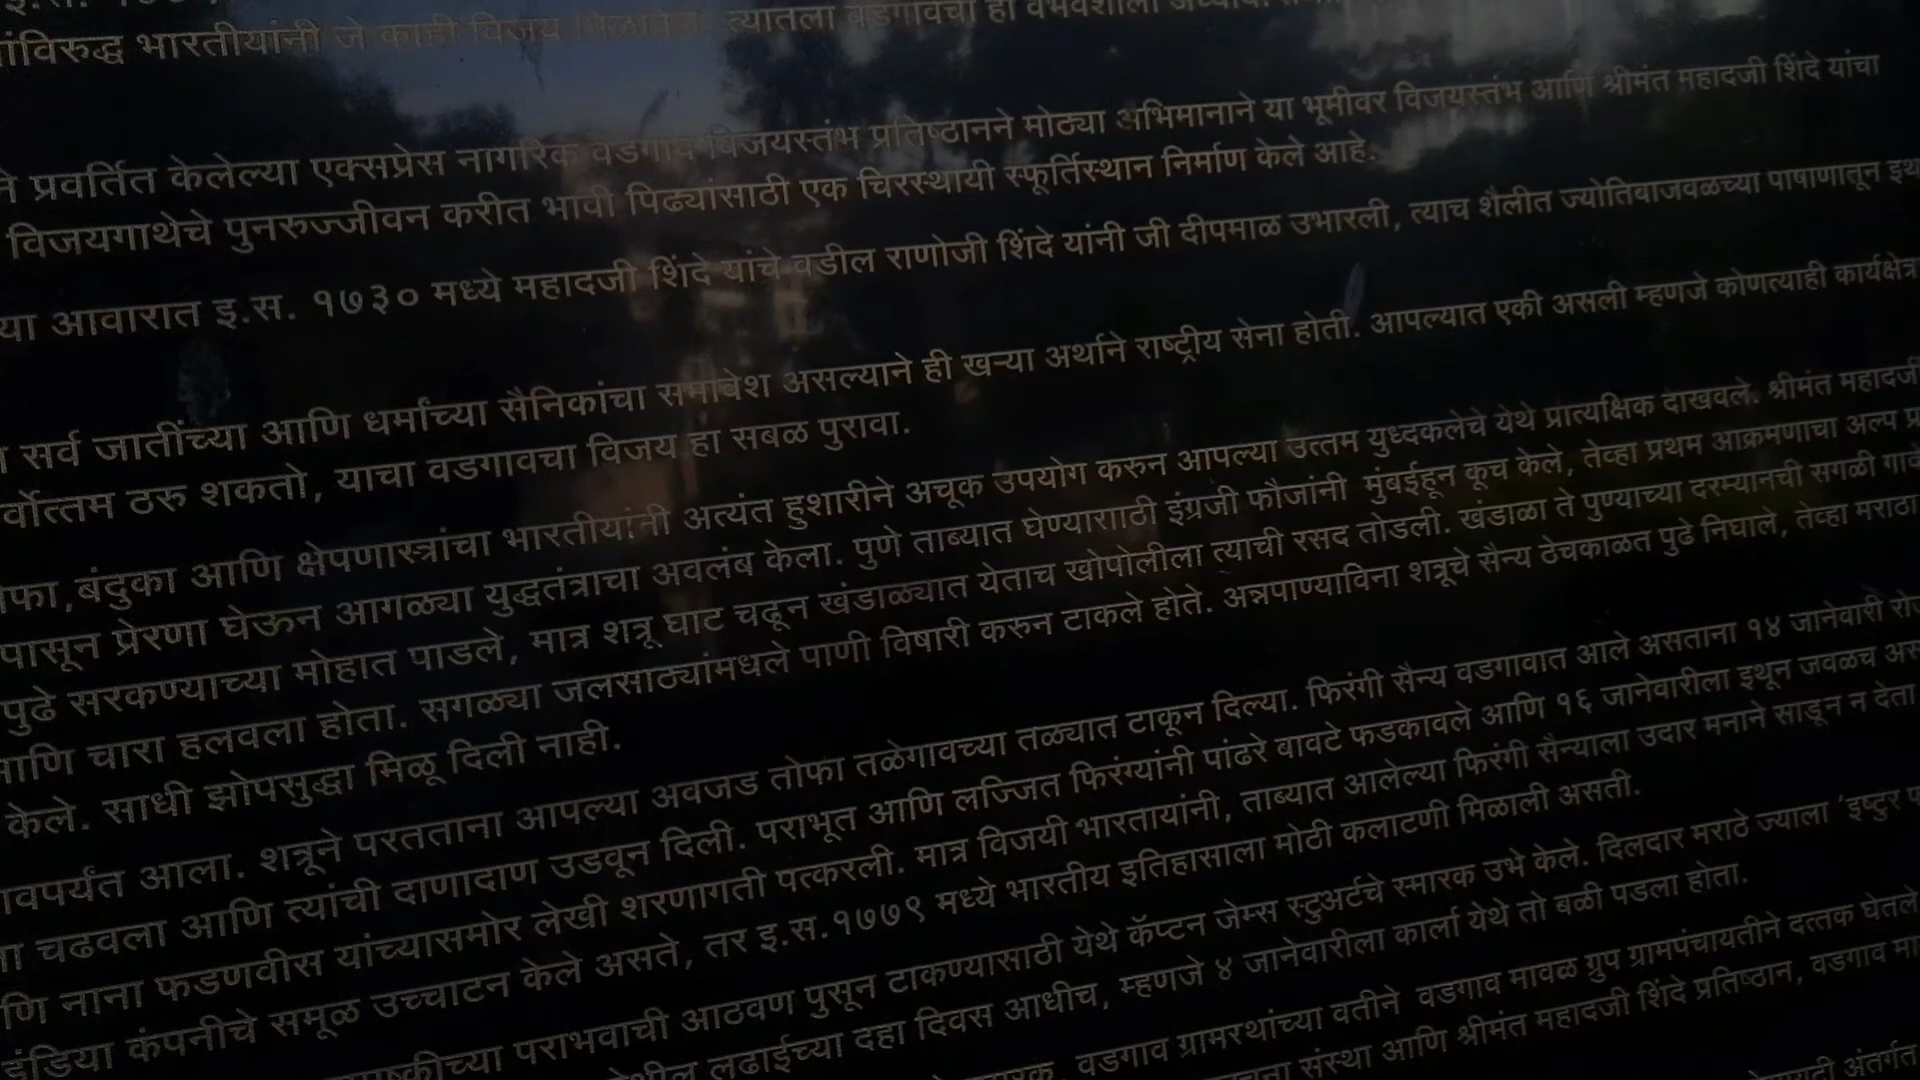 भारतीयांनी जे काही विजय मिळविले, त्यातला वडगावचा हा वैभवशाली
प्रवर्तित केलेल्या एक्सप्रेस नागरिक वडगाव विजयस्तंभ प्रतिष्ठानने मोठ्या अभिमानाने या भूमीवर विजयस्तंभ आणि श्रीमंत महादजी शिंदे यांचा
विजयगाथेचे पुनरुज्जीवन करीत भावी पिढ्यांसाठी एक चिरस्थायी स्फूर्तिस्थान निर्माण केले आहे.
या आवारात इ.स. १७३० मध्ये महादजी शिंदे यांचे वडील राणोजी शिंदे यांनी जी दीपमाळ उभारली, त्याच शैलीत ज्योतिबाजवळच्या पाषाणातून
सर्व जातींच्या आणि धर्मांच्या सैनिकांचा समावेश असल्याने ही खऱ्या अर्थाने राष्ट्रीय सेना होती. आपल्यात एकी असली म्हणजे कोणत्याही कार्यक्षेत्र
ठरु शकतो, याचा वडगावचा विजय हा सबळ पुरावा.
बंदुका आणि क्षेपणास्त्रांचा भारतीयांनी अत्यंत हुशारीने अचूक उपयोग करुन आपल्या उत्तम युध्दकलेचे येथे प्रात्यक्षिक दाखवले. श्रीमंत महादजी
पासून प्रेरणा घेऊन आगळ्या युद्धतंत्राचा अवलंब केला. पुणे ताब्यात घेण्यारााठी इंग्रजी फौजांनी मुंबईहून कूच केले, तेव्हा प्रथम आक्रमणाचा अल्प
पुढे सरकण्याच्या मोहात पाडले, मात्र शत्रू घाट चढून खंडाळ्यात येताच खोपोलीला त्याची रसद तोडली. खंडाळा ते पुण्याच्या दरम्यानची सगळी
आणि चारा हलवला होता. सगळ्या जलसाठ्यांमधले पाणी विषारी करुन टाकले होते. अन्नपाण्याविना शत्रूचे सैन्य ठेचकाळत पुढे निघाले, तेव्हा मराठा
केले. साधी झोपसुद्धा मिळू दिली नाही.
आला. शत्रूने परतताना आपल्या अवजड तोफा तळेगावच्या तळ्यात टाकून दिल्या. फिरंगी सैन्य वडगावात आले असताना १४ जानेवारी
चढवला आणि त्यांची दाणादाण उडवून दिली. पराभूत आणि लज्जित फिरंग्यांनी पांढरे बावटे फडकावले आणि १६ जानेवारीला इथून जवळच
नाना फडणवीस यांच्यासमोर लेखी शरणागती पत्करली. मात्र विजयी भारतायांनी, ताब्यात आलेल्या फिरंगी सैन्याला उदार मनाने साडून न देता
इंडिया कंपनीचे समूळ उच्चाटन केले असते, तर इ.स.१७७९ मध्ये भारतीय इतिहासाला मोठी कलाटणी मिळाली असती.
पराभवाची आठवण पुसून टाकण्यासाठी येथे कॅप्टन जेम्स स्टुअर्टचे स्मारक उभे केले. दिलदार मराठे ज्याला 'इष्टुर
लढाईच्या दहा दिवस आधीच, म्हणजे ४ जानेवारीला कार्ला येथे तो बळी पडला होता.
वडगाव ग्रामस्थांच्या वतीने वडगाव मावळ ग्रुप ग्रामपंचायतीने दत्तक घेतले
संस्था आणि श्रीमंत महादजी शिंदे प्रतिष्ठान, वडगाव
अंतर्गत